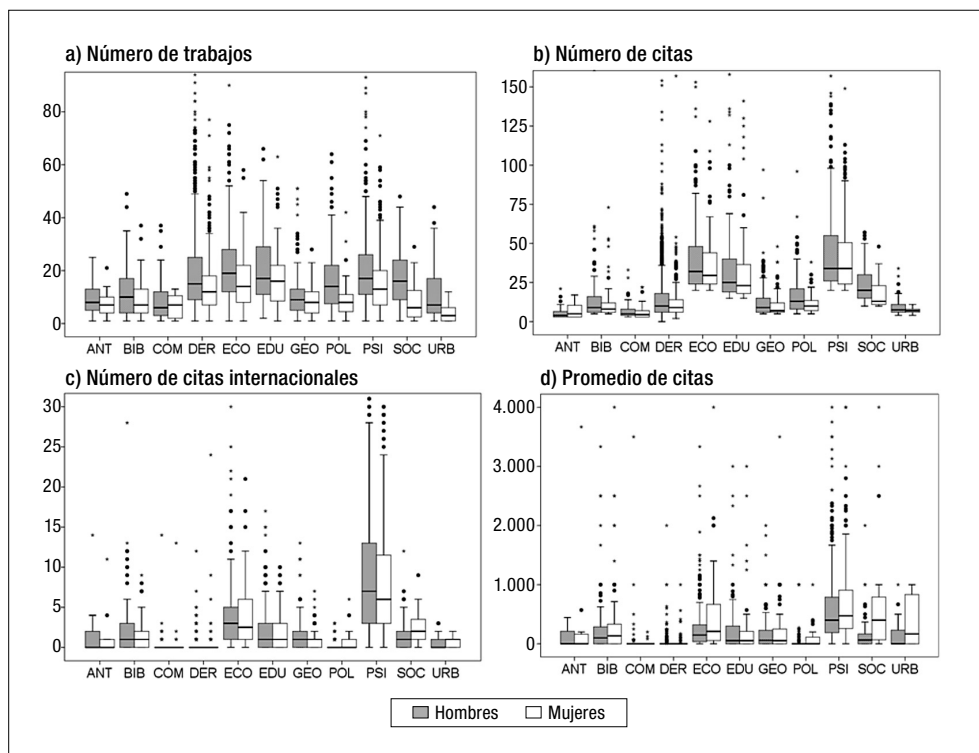 a) Número de trabajos
80
60
40
20
0
ANT BIB COM DER ECO EDU GEO POL PSI SOC URB
b) Número de citas
150
125
100
75
50
25
0
ANT BIB COM DER ECO EDU GEO POL PSI SOC URB
c) Número de citas internacionales
30
25
20
15
10
5
0
ANT BIB COM DER ECO EDU GEO POL PSI SOC URB
d) Promedio de citas
4.000
3.000
2.000
1.000
0
ANT BIB COM DER ECO EDU GEO POL PSI SOC URB
Hombres Mujeres